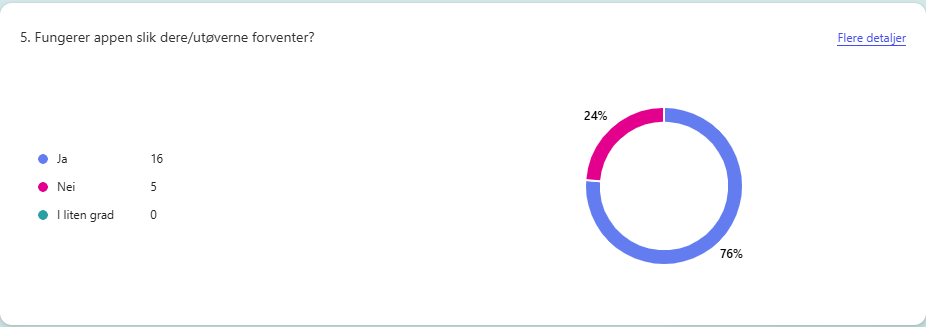 5. Fungerer appen slik dere/utøverne forventer?
Flere detaljer
Ja 16
Nei 5
I liten grad 0
24%
76%